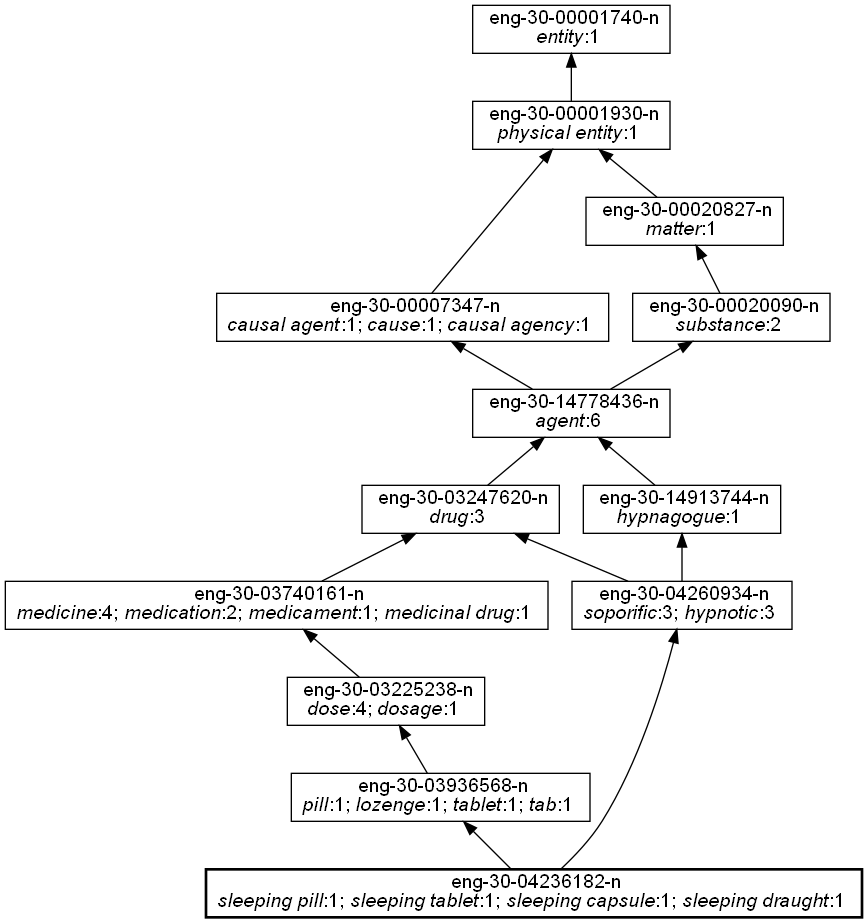 eng-30-00001740-n
entity:1
eng-30-00001930-n
physical entity:1
eng-30-00020827-n
matter:1
eng-30-00007347-n
causal agent:1; cause:1; causal agency:1
eng-30-00020090-n
substance:2
eng-30-14778436-n
agent:6
eng-30-03247620-n
drug:3
eng-30-14913744-n
hypnagogue:1
eng-30-03740161-n
medicine:4; medication:2; medicament:1; medicinal drug:1
eng-30-04260934-n
soporific:3; hypnotic:3
eng-30-03225238-n
dose:4; dosage:1
eng-30-03936568-n
pill:1; lozenge:1; tablet:1; tab:1
eng-30-04236182-n
sleeping pill:1; sleeping tablet:1; sleeping capsule:1; sleeping draught:1